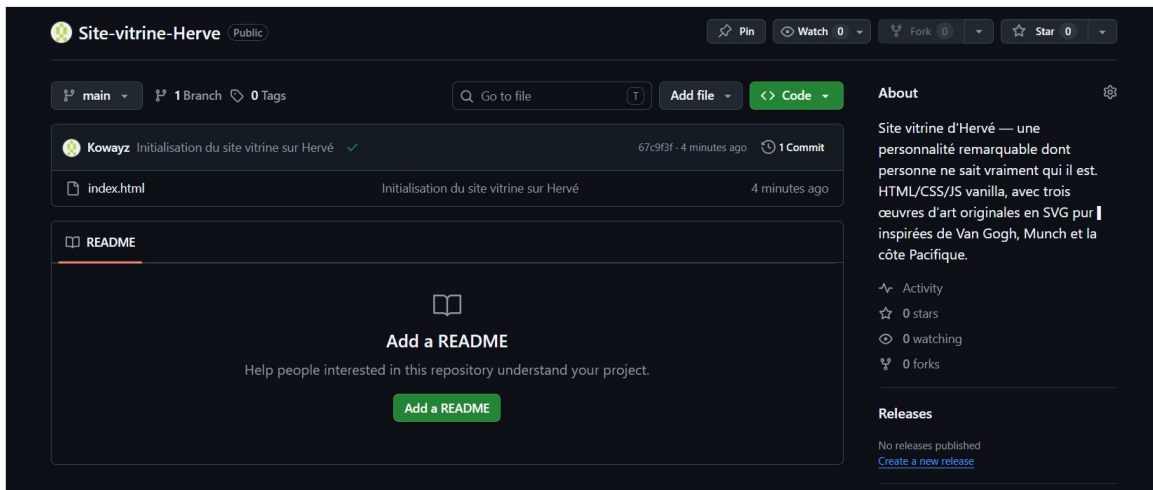 Site-vitrine-Herve Public
Pin Watch 0 Fork 0 Star 0
main 1 Branch 0 Tags Go to file T Add file Code
Kowayz Initialisation du site vitrine sur Hervé 67c9f3f · 4 minutes ago 1 Commit
index.html Initialisation du site vitrine sur Hervé 4 minutes ago
README
Add a README
Help people interested in this repository understand your project.
Add a README
About
Site vitrine d'Hervé — une
personnalité remarquable dont
personne ne sait vraiment qui il est.
HTML/CSS/JS vanilla, avec trois
œuvres d'art originales en SVG pur
inspirées de Van Gogh, Munch et la
côte Pacifique.
Activity
0 stars
0 watching
0 forks
Releases
No releases published
Create a new release